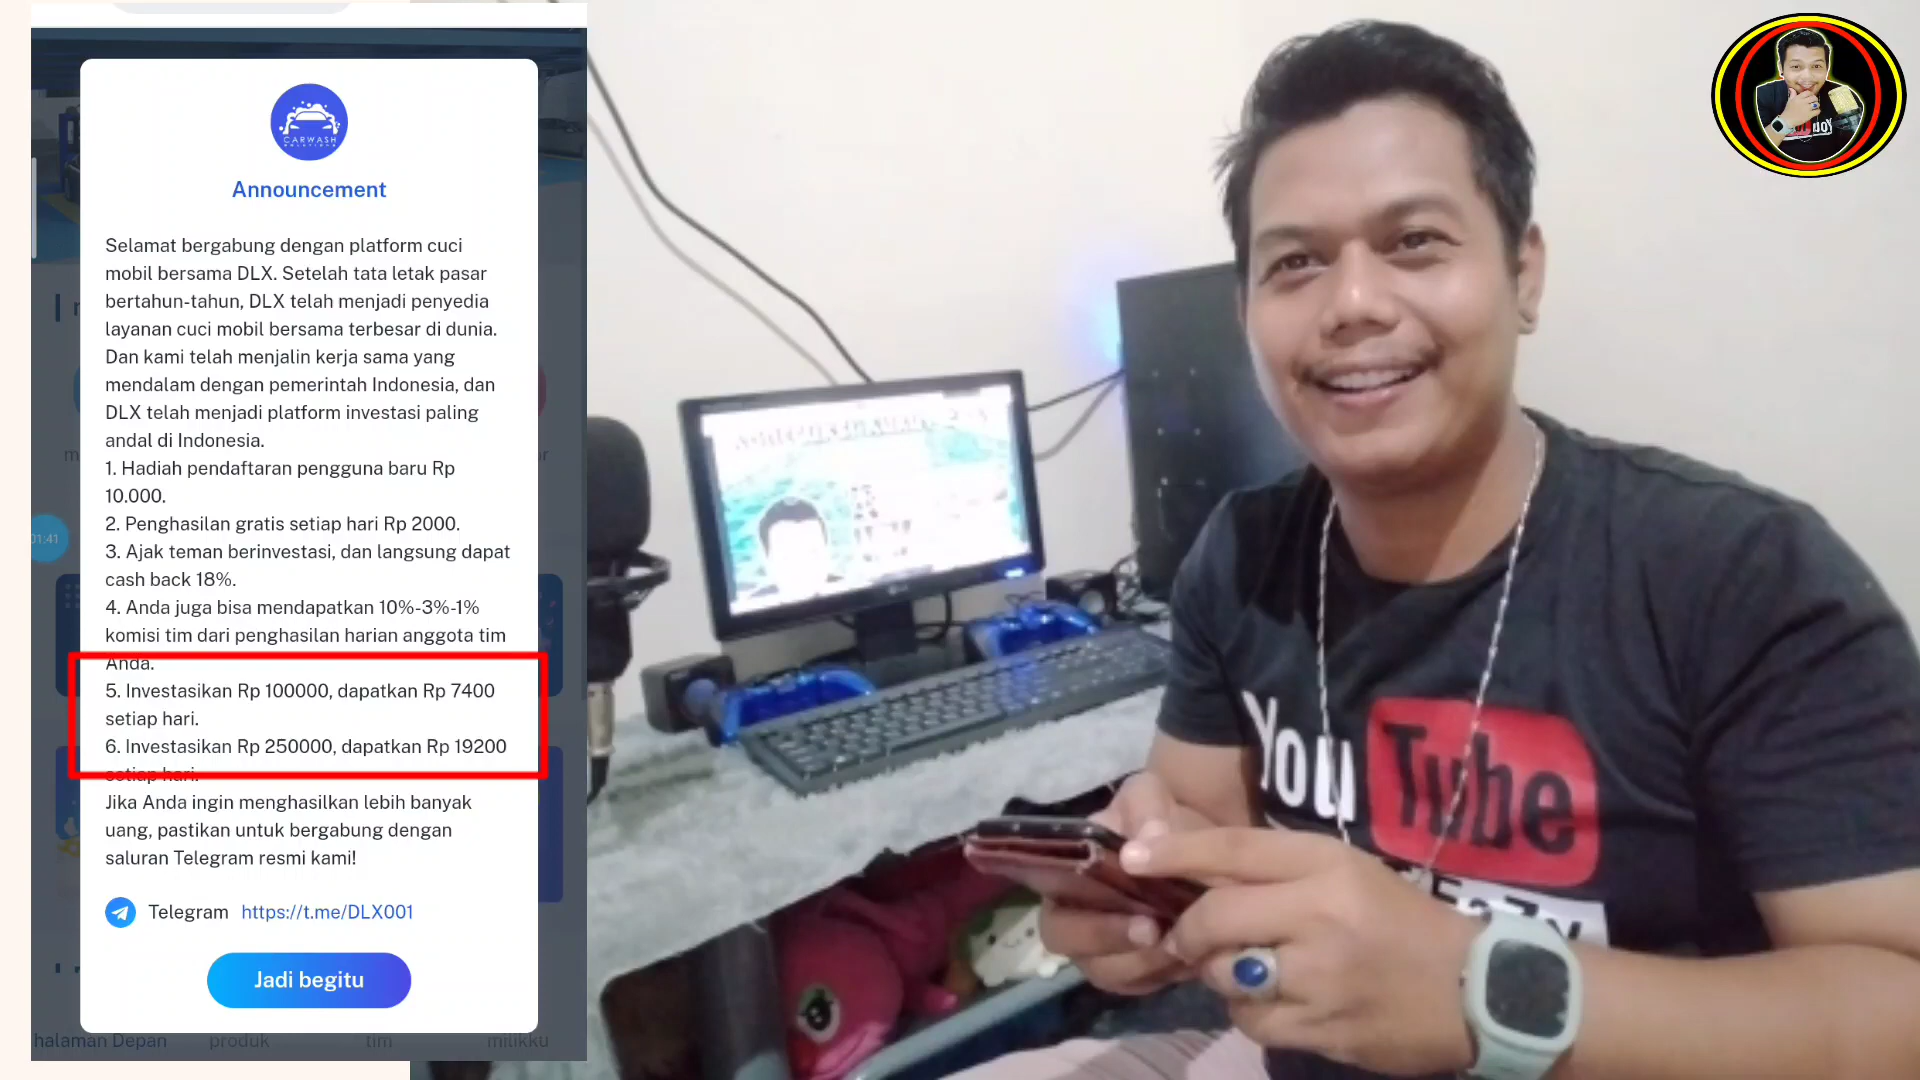 CARWASH
SOLUTIONS
Announcement
Selamat bergabung dengan platform cuci
mobil bersama DLX. Setelah tata letak pasar
bertahun-tahun, DLX telah menjadi penyedia
layanan cuci mobil bersama terbesar di dunia.
Dan kami telah menjalin kerja sama yang
mendalam dengan pemerintah Indonesia, dan
DLX telah menjadi platform investasi paling
andal di Indonesia.
1. Hadiah pendaftaran pengguna baru Rp
10.000.
2. Penghasilan gratis setiap hari Rp 2000.
3. Ajak teman berinvestasi, dan langsung dapat
cash back 18%.
4. Anda juga bisa mendapatkan 10%-3%-1%
komisi tim dari penghasilan harian anggota tim
Anda.
5. Investasikan Rp 100000, dapatkan Rp 7400
setiap hari.
6. Investasikan Rp 250000, dapatkan Rp 19200
setiap hari.
Jika Anda ingin menghasilkan lebih banyak
uang, pastikan untuk bergabung dengan
saluran Telegram resmi kami!
Telegram https://t.me/DLX001
Jadi begitu
halaman Depan produk tim milikku
01:41
You Tube